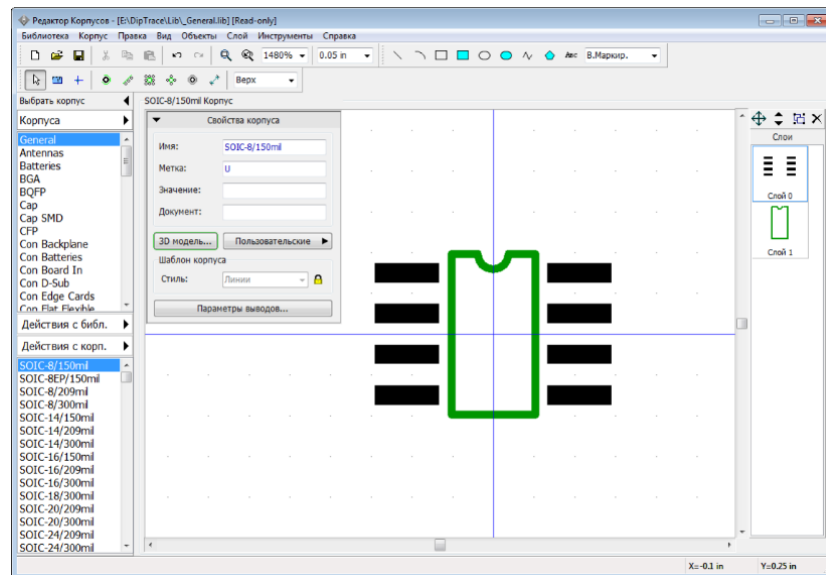 Редактор Корпусов - [E:\DipTrace\Lib\_General.lib] [Read-only]
Библиотека Корпус Правка Вид Объекты Слой Инструменты Справка
1480% 0.05 in Авс В.Маркир.
Верх
Выбрать корпус SOIC-8/150mil Корпус
Корпуса
General
Antennas
Batteries
BGA
BQFP
Cap
Cap SMD
CFP
Con Backplane
Con Batteries
Con Board In
Con D-Sub
Con Edge Cards
Con Flat Flexible
Действия с библ.
Действия с корп.
SOIC-8/150mil
SOIC-8EP/150mil
SOIC-8/209mil
SOIC-8/300mil
SOIC-14/150mil
SOIC-14/209mil
SOIC-14/300mil
SOIC-16/150mil
SOIC-16/209mil
SOIC-16/300mil
SOIC-18/300mil
SOIC-20/209mil
SOIC-20/300mil
SOIC-24/209mil
SOIC-24/300mil
Свойства корпуса
Имя: SOIC-8/150mil
Метка: U
Значение:
Документ:
3D модель... Пользовательские
Шаблон корпуса
Стиль: Линии
Параметры выводов...
Слои
Слой 0
Слой 1
X=-0.1 in Y=0.25 in